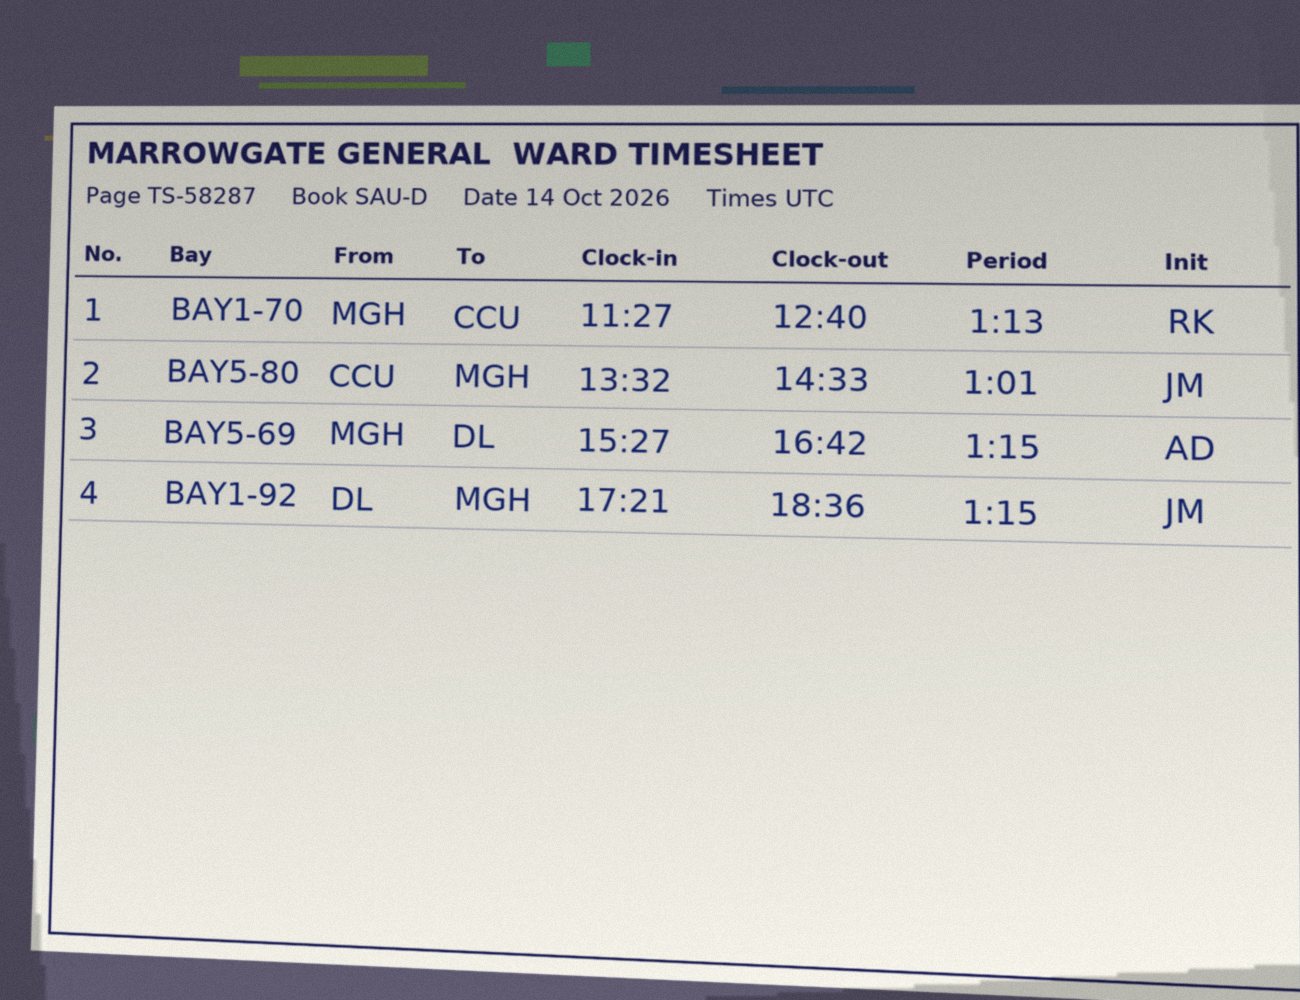 MARROWGATE GENERAL WARD TIMESHEET
Page TS-58287 Book SAU-D Date 14 Oct 2026 Times UTC
No. Bay From To Clock-in Clock-out Period Init
1 BAY1-70 MGH CCU 11:27 12:40 1:13 RK
2 BAY5-80 CCU MGH 13:32 14:33 1:01 JM
3 BAY5-69 MGH DL 15:27 16:42 1:15 AD
4 BAY1-92 DL MGH 17:21 18:36 1:15 JM